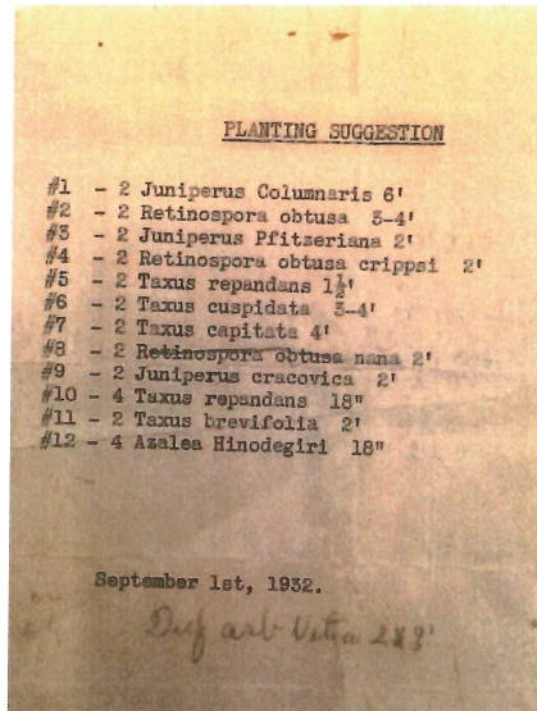 PLANTING SUGGESTION
#1 - 2 Juniperus Columnaris 6'
#2 - 2 Retinospora obtusa 3-4'
#3 - 2 Juniperus Pfitzeriana 2'
#4 - 2 Retinospora obtusa crippsi 2'
#5 - 2 Taxus repandans 1½'
#6 - 2 Taxus cuspidata 3-4'
#7 - 2 Taxus capitata 4'
#8 - 2 Retinospora obtusa nana 2'
#9 - 2 Juniperus cracovica 2'
#10 - 4 Taxus repandans 18"
#11 - 2 Taxus brevifolia 2'
#12 - 4 Azalea Hinodegiri 18"
September 1st, 1932.
arb 2x3'